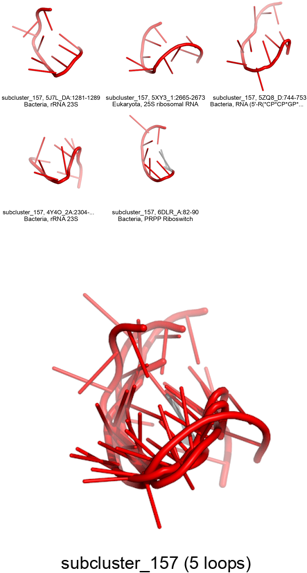 subcluster_157, 5J7L_DA:1281-1289
Bacteria, rRNA 23S
subcluster_157, 5XY3_1:2665-2673
Eukaryota, 25S ribosomal RNA
subcluster_157, 5ZQ8_D:744-753
Bacteria, RNA (5'-R(*CP*CP*GP*...
subcluster_157, 4Y4O_2A:2304-...
Bacteria, rRNA 23S
subcluster_157, 6DLR_A:82-90
Bacteria, PRPP Riboswitch
subcluster_157 (5 loops)